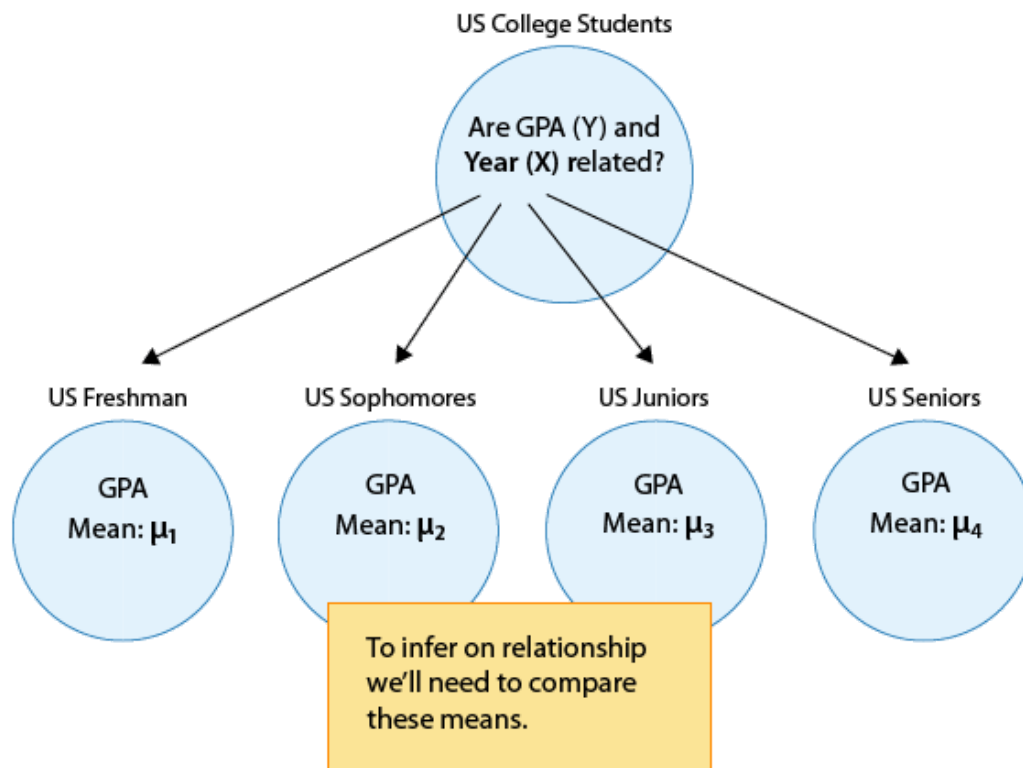 US College Students
Are GPA (Y) and
Year (X) related?
US Freshman
US Sophomores
US Juniors
US Seniors
GPA
Mean: μ₁
GPA
Mean: μ₂
GPA
Mean: μ₃
GPA
Mean: μ₄
To infer on relationship
we'll need to compare
these means.